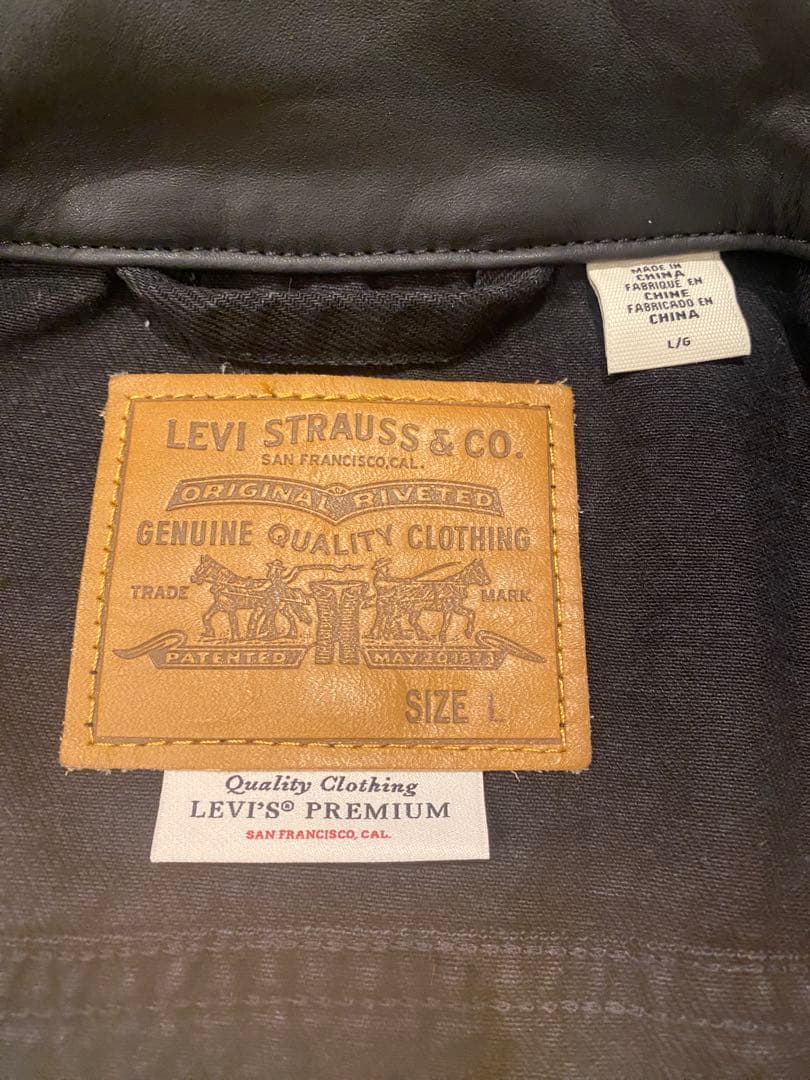 MADE IN
CHINA
FABRIQUÉ EN
CHINE
FABRICADO EN
CHINA
L/G
LEVI STRAUSS & CO.
SAN FRANCISCO, CAL.
ORIGINAL RIVETED
GENUINE QUALITY CLOTHING
TRADE MARK
PATENTED MAY 20, 1873
SIZE L
Quality Clothing
LEVI'S® PREMIUM
SAN FRANCISCO, CAL.